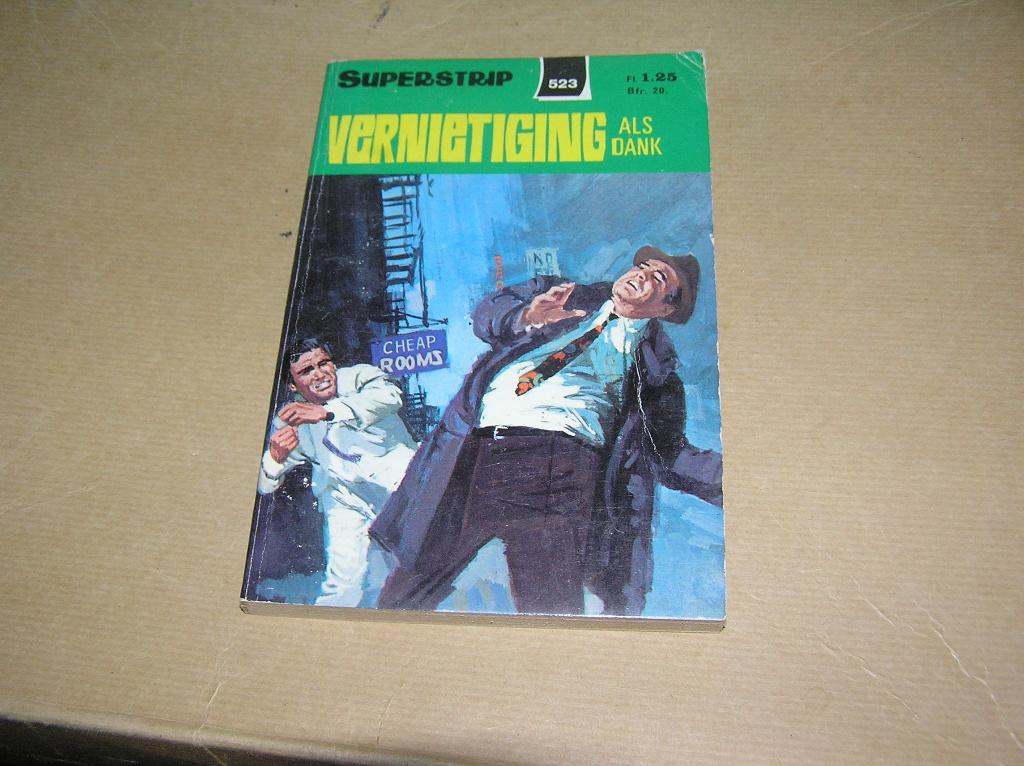 SUPERSTRIP
523
Fl. 1.25
Bfr. 20.
VERNIETIGING
ALS
DANK
CHEAP
ROOMS